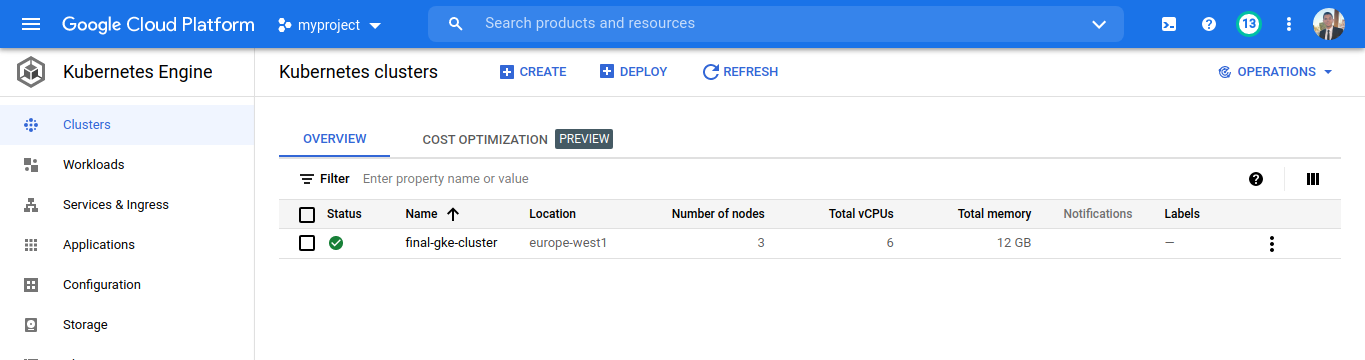 Google Cloud Platform myproject Search products and resources 13
Kubernetes Engine Kubernetes clusters CREATE DEPLOY REFRESH OPERATIONS
Clusters
OVERVIEW COST OPTIMIZATION PREVIEW
Workloads
Filter Enter property name or value
Services & Ingress
Status Name Location Number of nodes Total vCPUs Total memory Notifications Labels
Applications
final-gke-cluster europe-west1 3 6 12 GB —
Configuration
Storage